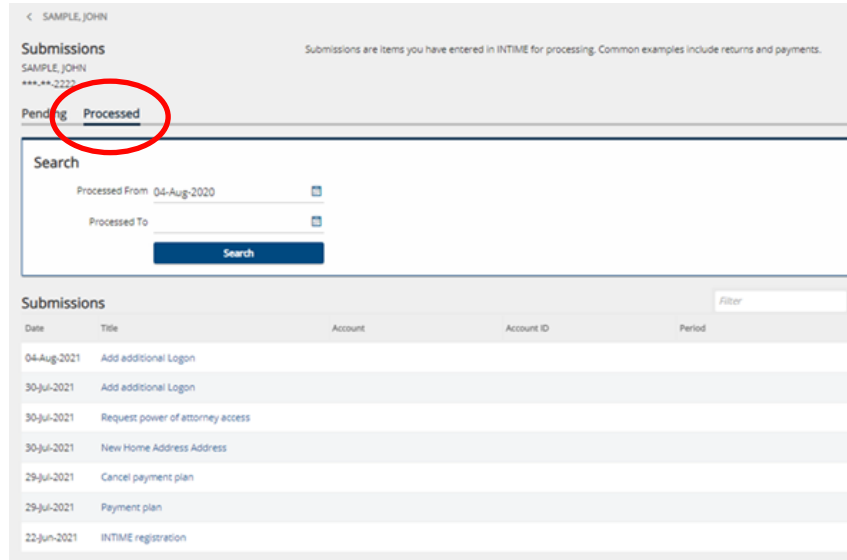 < SAMPLE, JOHN
Submissions
Submissions are items you have entered in INTIME for processing. Common examples include returns and payments.
SAMPLE, JOHN
***-**-2222
Pending Processed
Search
Processed From 04-Aug-2020
Processed To
Search
Submissions
Filter
Date Title Account Account ID Period
04-Aug-2021 Add additional Logon
30-Jul-2021 Add additional Logon
30-Jul-2021 Request power of attorney access
30-Jul-2021 New Home Address Address
29-Jul-2021 Cancel payment plan
29-Jul-2021 Payment plan
22-Jun-2021 INTIME registration